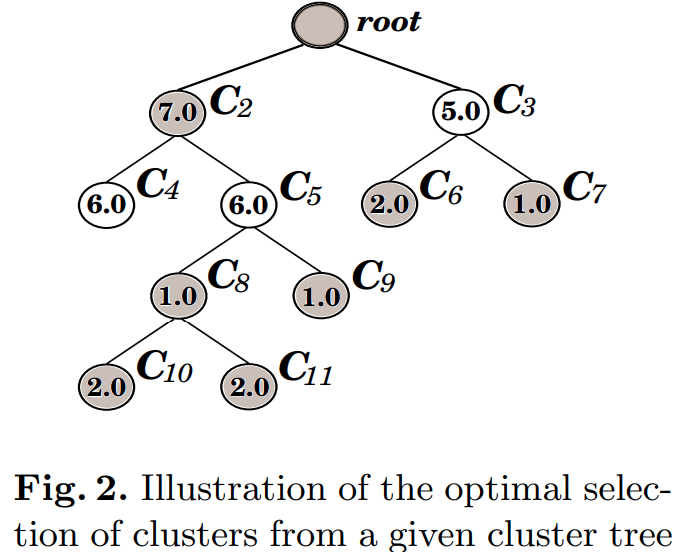 root
7.0 C2 5.0 C3
6.0 C4 6.0 C5 2.0 C6 1.0 C7
1.0 C8 1.0 C9
2.0 C10 2.0 C11
Fig. 2. Illustration of the optimal selec-
tion of clusters from a given cluster tree